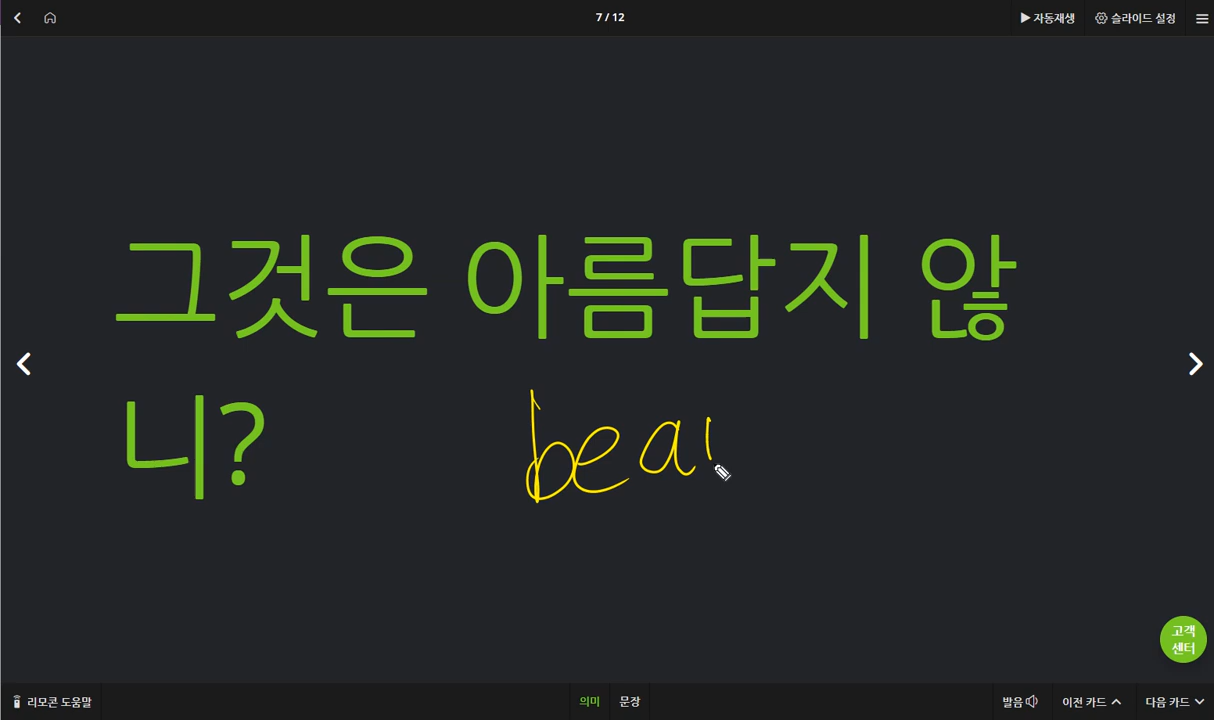 7 / 12
자동재생
슬라이드 설정
그것은 아름답지 않
니?
bea
고객
센터
리모콘 도움말
의미
문장
발음
이전 카드
다음 카드